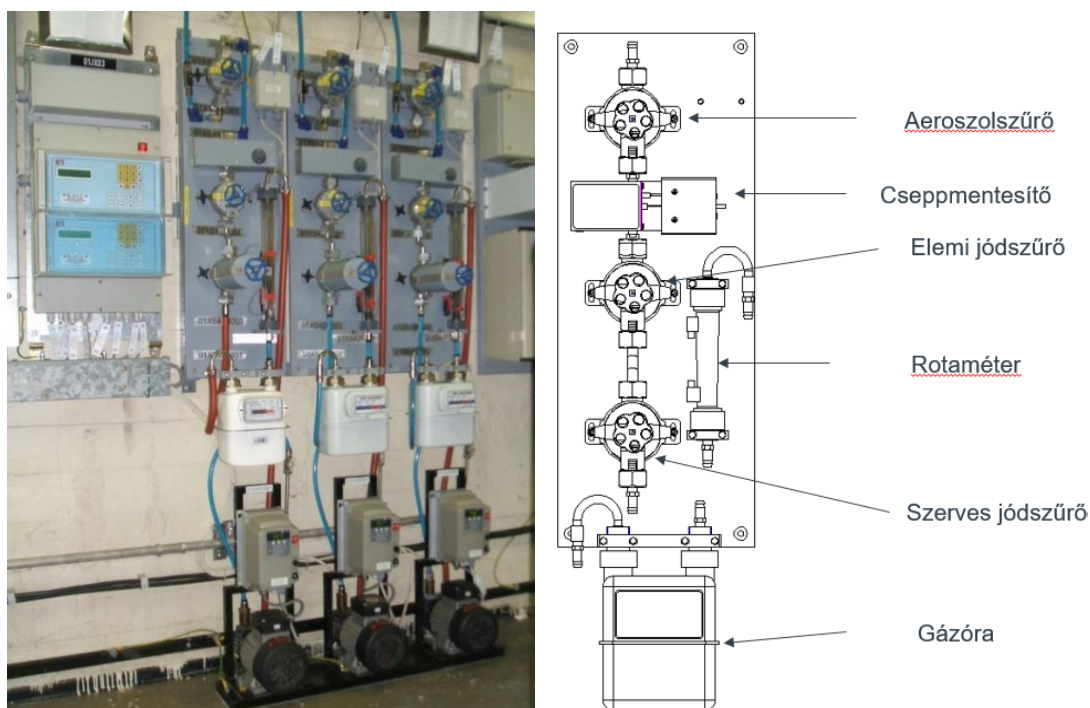 Aeroszolszűrő
Cseppmentesítő
Elemi jódszűrő
Rotaméter
Szerves jódszűrő
Gázóra